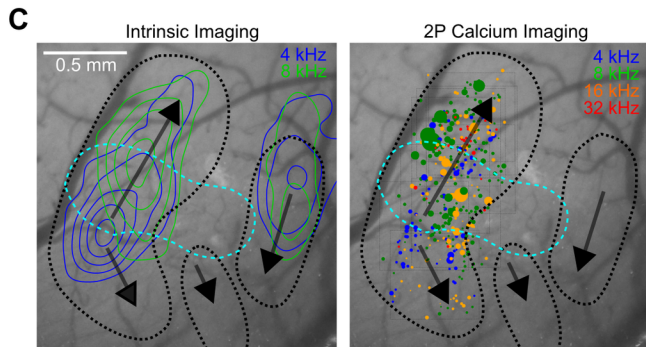 C
Intrinsic Imaging
0.5 mm
4 kHz
8 kHz
2P Calcium Imaging
4 kHz
8 kHz
16 kHz
32 kHz